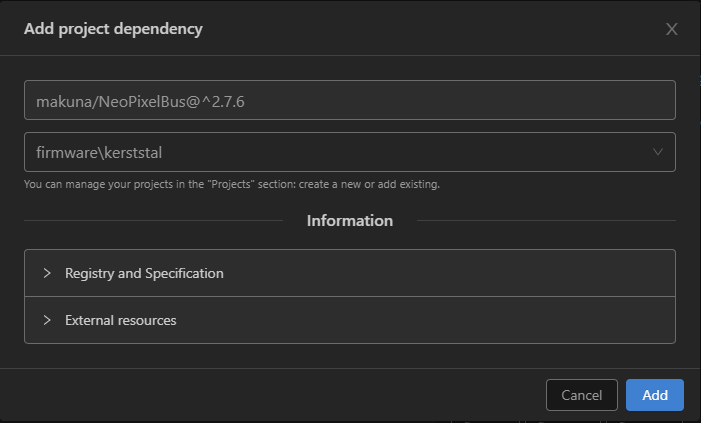 Add project dependency
makuna/NeoPixelBus@^2.7.6
firmware\kerststal
You can manage your projects in the "Projects" section: create a new or add existing.
Information
Registry and Specification
External resources
Cancel
Add